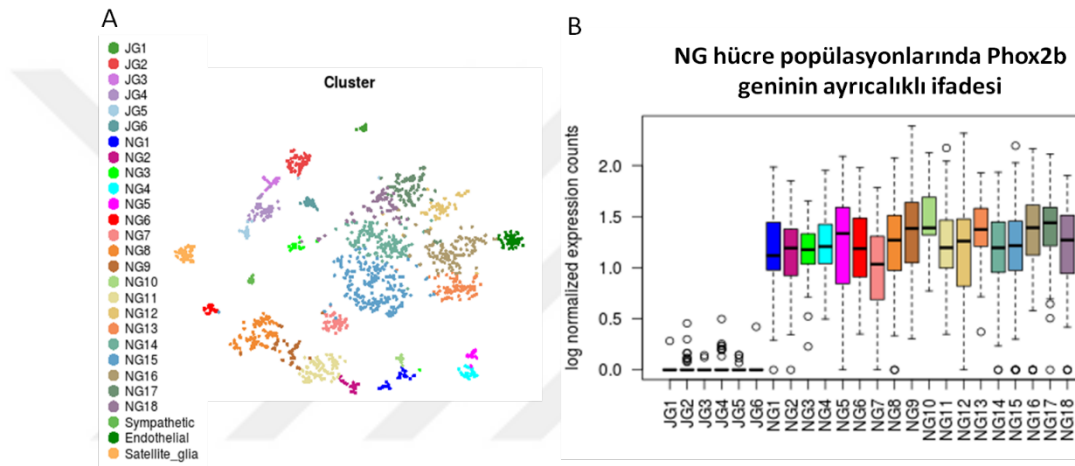 A
JG1
JG2
JG3
JG4
JG5
JG6
NG1
NG2
NG3
NG4
NG5
NG6
NG7
NG8
NG9
NG10
NG11
NG12
NG13
NG14
NG15
NG16
NG17
NG18
Sympathetic
Endothelial
Satellite_glia
Cluster
B
NG hücre popülasyonlarında Phox2b
geninin ayrıcalıklı ifadesi
log normalized expression counts
2.0
1.5
1.0
0.5
0.0
JG1 JG2 JG3 JG4 JG5 JG6 NG1 NG2 NG3 NG4 NG5 NG6 NG7 NG8 NG9 NG10 NG11 NG12 NG13 NG14 NG15 NG16 NG17 NG18